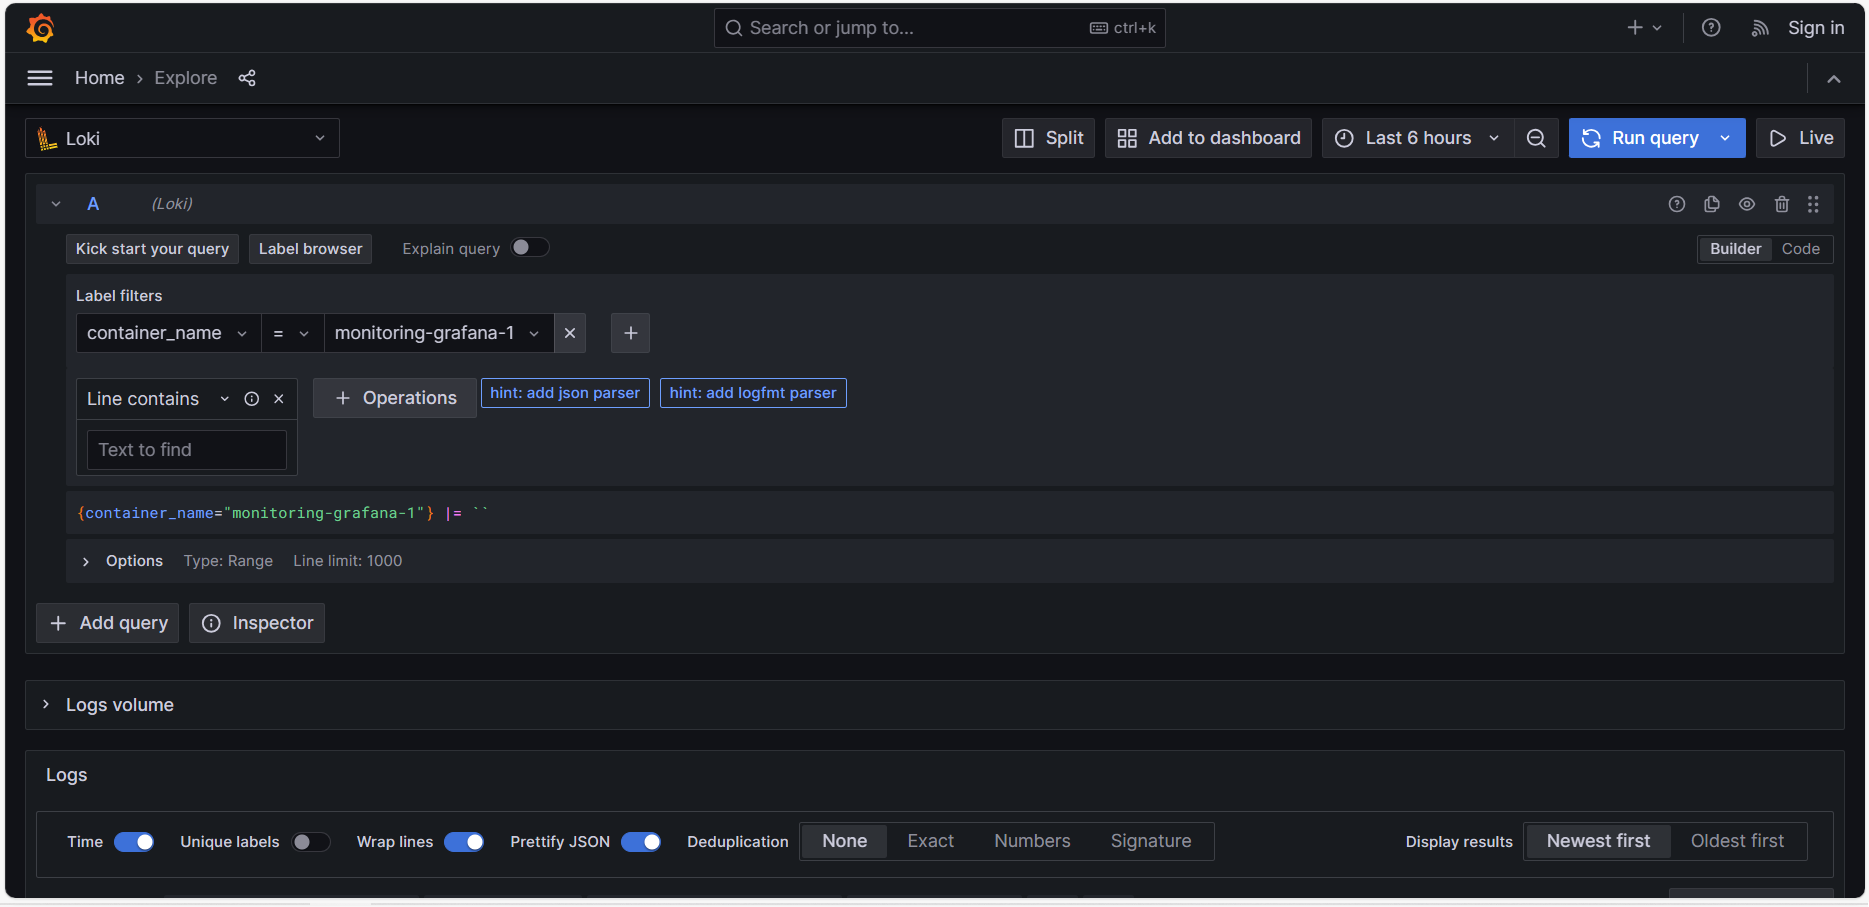 Search or jump to... ctrl+k Sign in
Home › Explore
Loki Split Add to dashboard Last 6 hours Run query Live
A (Loki)
Kick start your query Label browser Explain query Builder Code
Label filters
container_name = monitoring-grafana-1
Line contains + Operations hint: add json parser hint: add logfmt parser
Text to find
{container_name="monitoring-grafana-1"} |= ``
Options Type: Range Line limit: 1000
+ Add query Inspector
Logs volume
Logs
Time Unique labels Wrap lines Prettify JSON Deduplication None Exact Numbers Signature Display results Newest first Oldest first